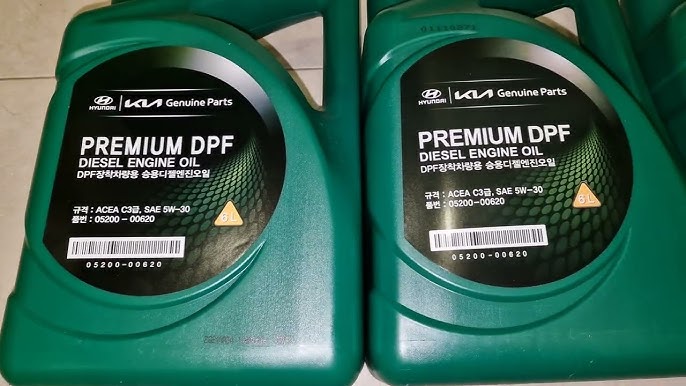 HYUNDAI KIA Genuine Parts
PREMIUM DPF
DIESEL ENGINE OIL
DPF장착차량용 승용디젤엔진오일
규격 : ACEA C3급, SAE 5W-30
품번 : 05200-00620
6L
05200-00620
HYUNDAI KIA Genuine Parts
PREMIUM DPF
DIESEL ENGINE OIL
DPF장착차량용 승용디젤엔진오일
규격 : ACEA C3급, SAE 5W-30
품번 : 05200-00620
6L
05200-00620